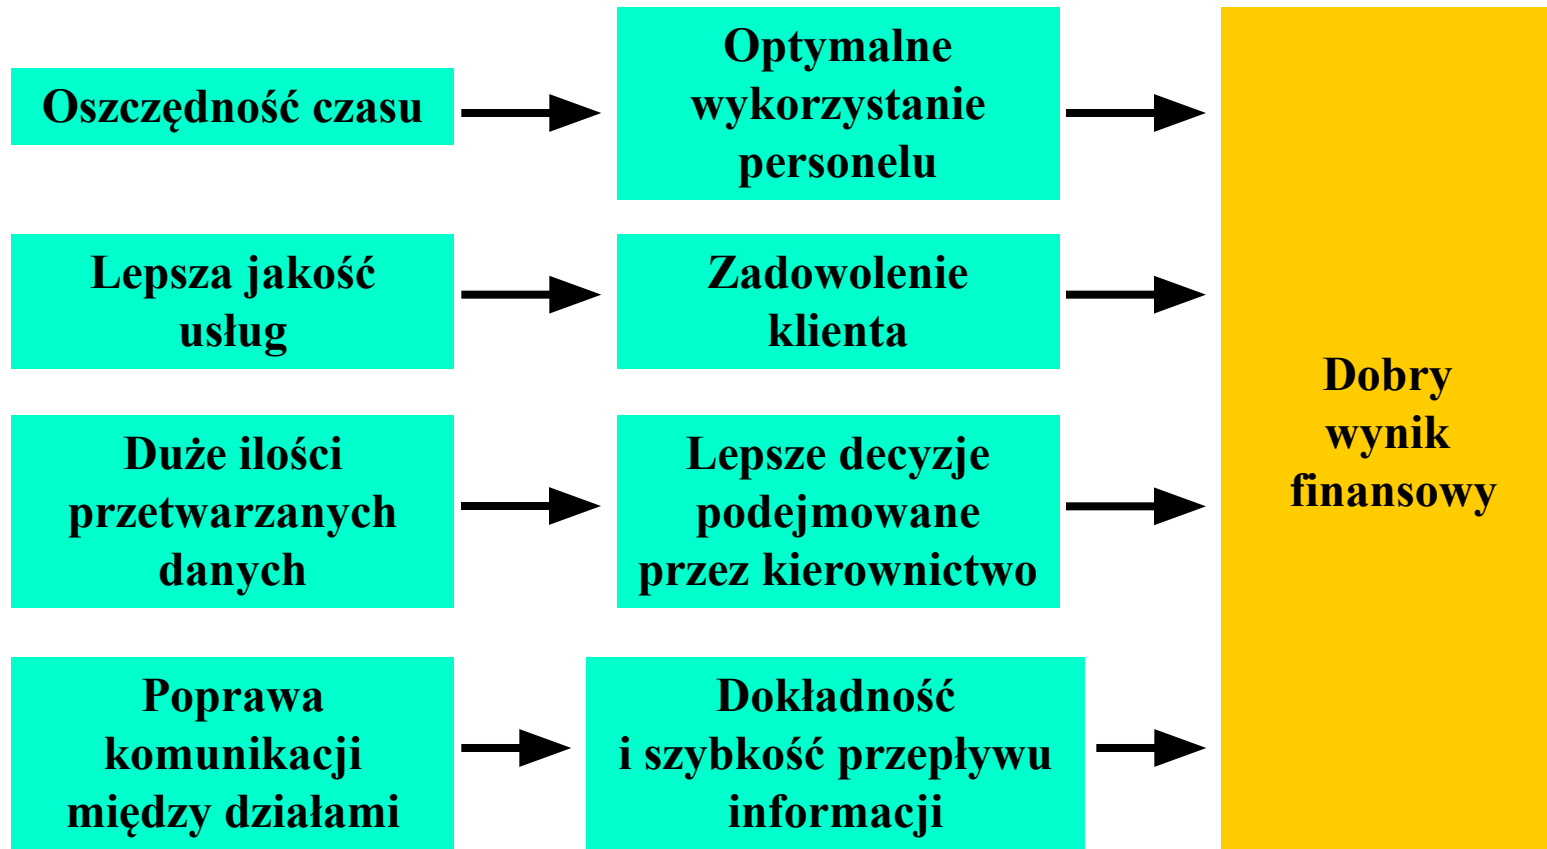 Oszczędność czasu
Optymalne
wykorzystanie
personelu
Lepsza jakość
usług
Zadowolenie
klienta
Duże ilości
przetwarzanych
danych
Lepsze decyzje
podejmowane
przez kierownictwo
Poprawa
komunikacji
między działami
Dokładność
i szybkość przepływu
informacji
Dobry
wynik
finansowy